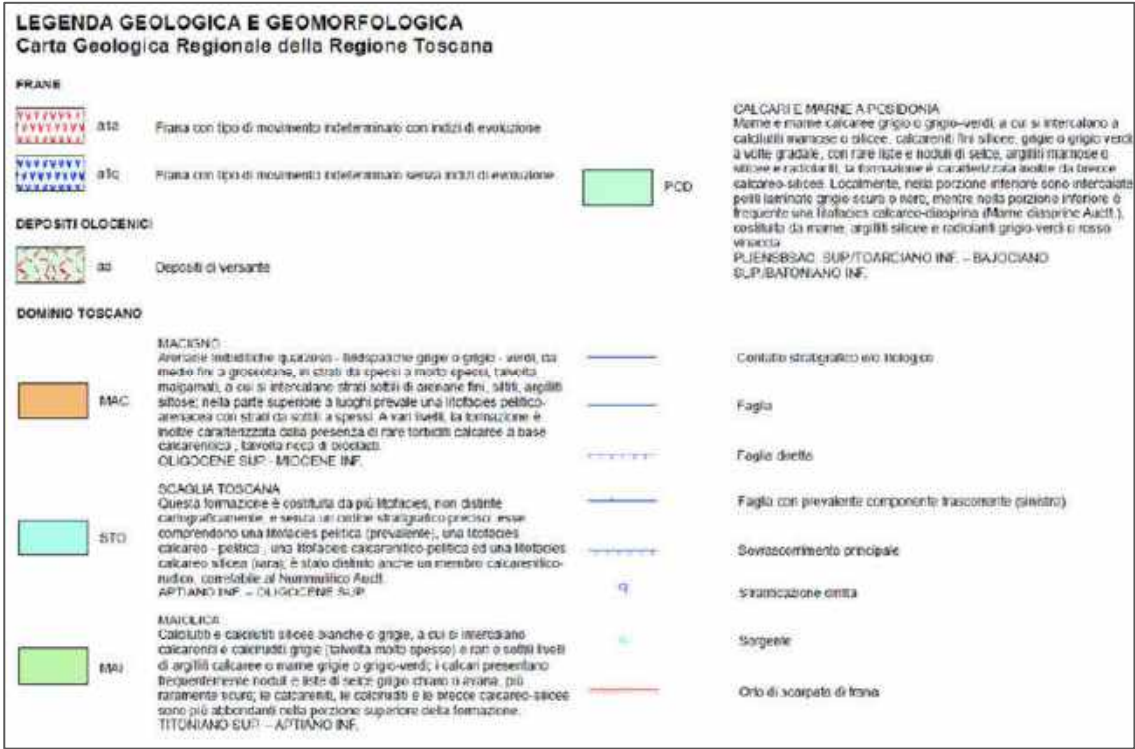 LEGENDA GEOLOGICA E GEOMORFOLOGICA
Carta Geologica Regionale della Regione Toscana
FRANE
a1a
Frana con tipo di movimento indeterminato con indizi di evoluzione
a1q
Frana con tipo di movimento indeterminato senza indizi di evoluzione
DEPOSITI OLOCENICI
aa
Depositi di versante
DOMINIO TOSCANO
MAC
MACIGNO
Arenarie torbiditiche quarzoso - feldspatiche grigie o grigio - verdi, da
medio fini a grossolane, in strati da spessi a molto spessi, talvolta
malgamati, a cui si intercalano strati sottili di arenarie fini, siltiti, argilliti
siltose; nella parte superiore a luoghi prevale una litofacies pelitico-
arenacea con strati da sottili a spessi. A vari livelli, la formazione è
inoltre caratterizzata dalla presenza di rare torbiditi calcaree a base
calcarenitica , talvolta ricca di bioclasti.
OLIGOCENE SUP - MIOCENE INF.
STO
SCAGLIA TOSCANA
Questa formazione è costituita da più litofacies, non distinte
cartograficamente, e senza un ordine stratigrafico preciso: esse
comprendono una litofacies pelitica (prevalente), una litofacies
calcareo - pelitica , una litofacies calcarenitico-pelitica ed una litofacies
calcareo silicea (rara); è stato distinto anche un membro calcarenitico-
ruditico, correlabile al Nummulitico Auctt.
APTIANO INF. – OLIGOCENE SUP
MAI
MAIOLICA
Calcilutiti e calcilutiti silicee bianche o grigie, a cui si intercalano
calcareniti e calciruditi grigie (talvolta molto spesse) e rari e sottili livelli
di argilliti calcaree o marne grigie o grigio-verdi; i calcari presentano
frequentemente noduli e liste di selce grigio chiaro o avana, più
raramente scure; le calcareniti, le calciruditi e le brecce calcareo-silicee
sono più abbondanti nella porzione superiore della formazione.
TITONIANO SUP. – APTIANO INF.
POD
CALCARI E MARNE A POSIDONIA
Marne e marne calcaree grigio o grigio-verdi, a cui si intercalano a
calcilutiti marnose o silicee, calcareniti fini silicee, grigie o grigio verdi
a volte gradate, con rare liste e noduli di selce, argilliti marnose o
silicee e radiolariti, la formazione è caratterizzata inoltre da brecce
calcareo-silicee. Localmente, nella porzione inferiore sono intercalate
peliti laminate grigio scuro o nere; mentre nella porzione inferiore è
frequente una litofacies calcareo-diasprina (Marne diasprine Auctt.),
costituita da marne, argilliti silicee e radiolariti grigio-verdi o rosso
vinaccia
PLIENSBSAC. SUP/TOARCIANO INF. – BAJOCIANO
SUP/BATONIANO INF.
Contatto stratigrafico e/o litologico
Faglia
Faglia diretta
Faglia con prevalente componente trascorrente (sinistra)
Sovrascorrimento principale
Stratificazione diritta
Sorgente
Orlo di scarpata di frana